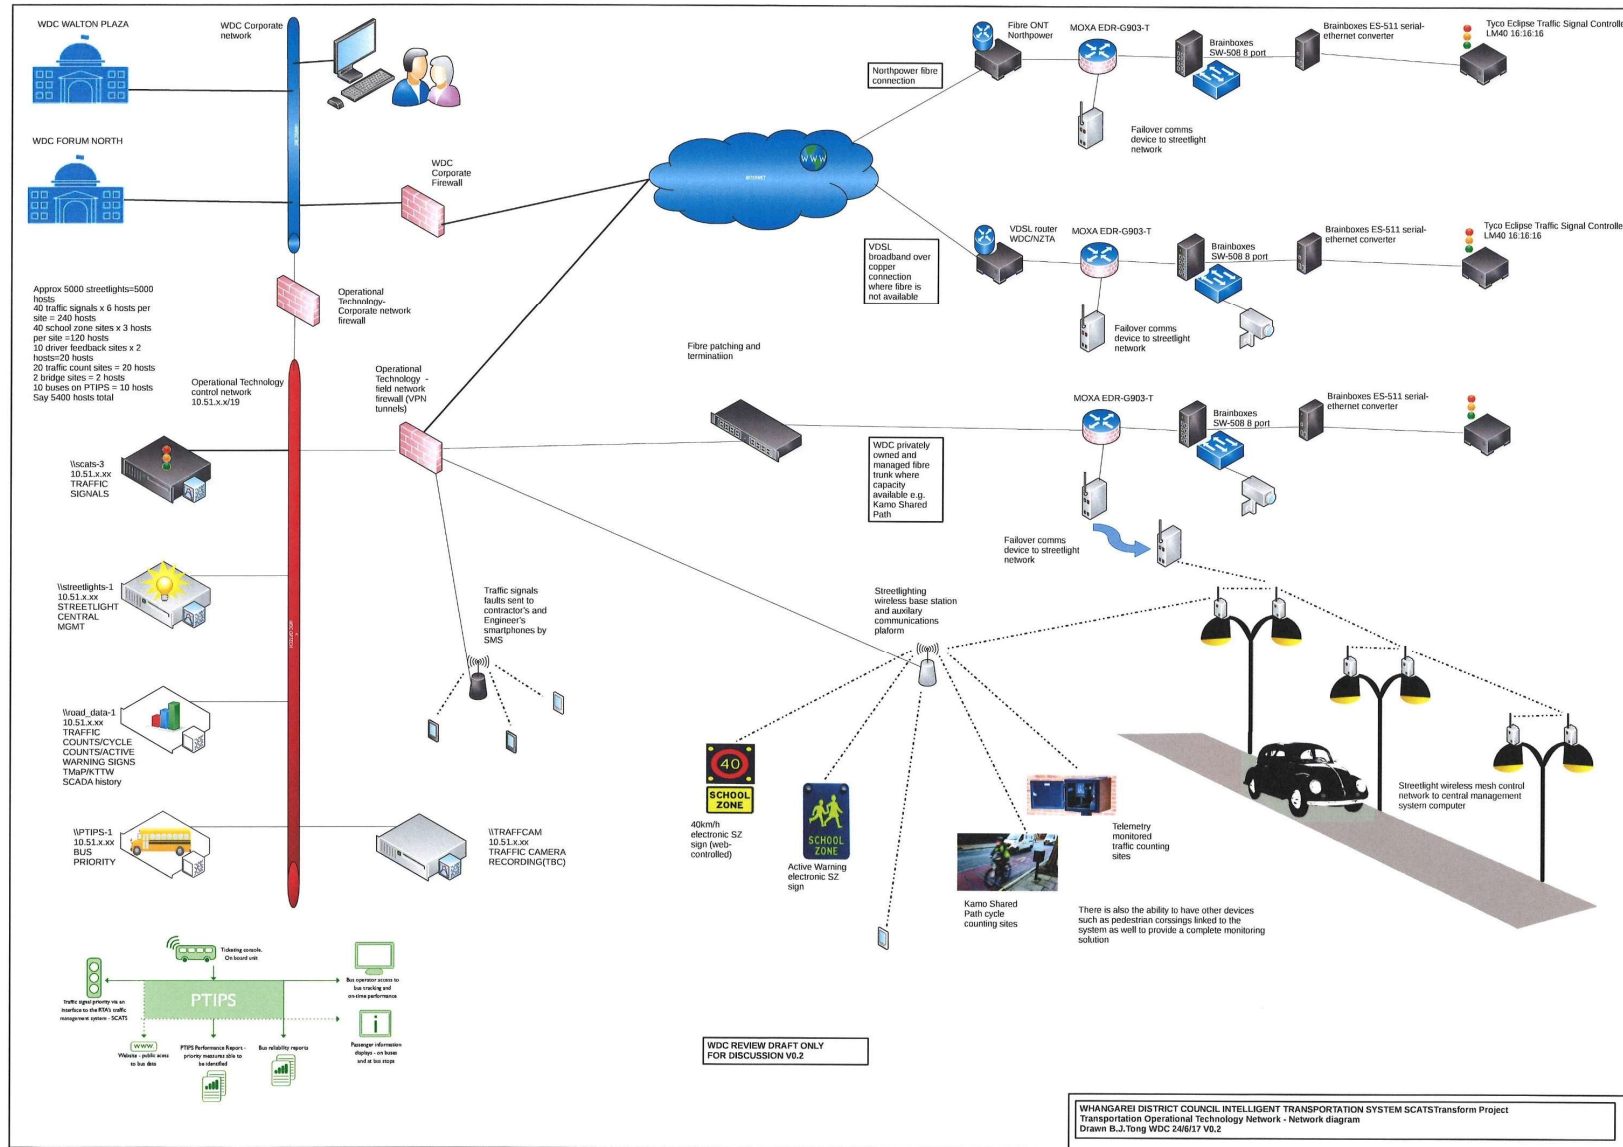 WDC WALTON PLAZA
WDC Corporate
network
WDC FORUM NORTH
WDC
Corporate
Firewall
Operational
Technology-
Corporate network
firewall
Approx 5000 streetlights=5000
hosts
40 traffic signals x 6 hosts per
site = 240 hosts
40 school zone sites x 3 hosts
per site =120 hosts
10 driver feedback sites x 2
hosts=20 hosts
20 traffic count sites = 20 hosts
2 bridge sites = 2 hosts
10 buses on PTIPS = 10 hosts
Say 5400 hosts total
Operational Technology
control network
10.51.x.x/19
Operational
Technology -
field network
firewall (VPN
tunnels)
\\scats-3
10.51.x.xx
TRAFFIC
SIGNALS
\\streetlights-1
10.51.x.xx
STREETLIGHT
CENTRAL
MGMT
\\road_data-1
10.51.x.xx
TRAFFIC
COUNTS/CYCLE
COUNTS/ACTIVE
WARNING SIGNS
TMaP/KTTW
SCADA history
\\PTIPS-1
10.51.x.xx
BUS
PRIORITY
\\TRAFFCAM
10.51.x.xx
TRAFFIC CAMERA
RECORDING(TBC)
INTERNET
WWW
Northpower fibre
connection
Fibre ONT
Northpower
MOXA EDR-G903-T
Brainboxes
SW-508 8 port
Brainboxes ES-511 serial-
ethernet converter
Tyco Eclipse Traffic Signal Controlle
LM40 16:16:16
Failover comms
device to streetlight
network
VDSL
broadband over
copper
connection
where fibre is
not available
VDSL router
WDC/NZTA
MOXA EDR-G903-T
Brainboxes
SW-508 8 port
Brainboxes ES-511 serial-
ethernet converter
Tyco Eclipse Traffic Signal Controlle
LM40 16:16:16
Failover comms
device to streetlight
network
Fibre patching and
terminatiion
WDC privately
owned and
managed fibre
trunk where
capacity
available e.g.
Kamo Shared
Path
MOXA EDR-G903-T
Brainboxes
SW-508 8 port
Brainboxes ES-511 serial-
ethernet converter
Failover comms
device to streetlight
network
Traffic signals
faults sent to
contractor's and
Engineer's
smartphones by
SMS
Streetlighting
wireless base station
and auxilary
communications
plaform
40
SCHOOL
ZONE
40km/h
electronic SZ
sign (web-
controlled)
SCHOOL
ZONE
Active Warning
electronic SZ
sign
Kamo Shared
Path cycle
counting sites
Telemetry
monitored
traffic counting
sites
Streetlight wireless mesh control
network to central management
system computer
There is also the ability to have other devices
such as pedestrian corssings linked to the
system as well to provide a complete monitoring
solution
Ticketing console.
On board unit
PTIPS
Traffic signal priority via an
interface to the RTA's traffic
management system - SCATS
Bus operator access to
bus tracking and
on-time performance
www
Website - public acess
to bus data
PTIPS Performance Report -
priority measures able to
be identified
Bus reliability reports
i
Passenger information
displays - on buses
and at bus stops
WDC REVIEW DRAFT ONLY
FOR DISCUSSION V0.2
WHANGAREI DISTRICT COUNCIL INTELLIGENT TRANSPORTATION SYSTEM SCATSTransform Project
Transportation Operational Technology Network - Network diagram
Drawn B.J.Tong WDC 24/6/17 V0.2